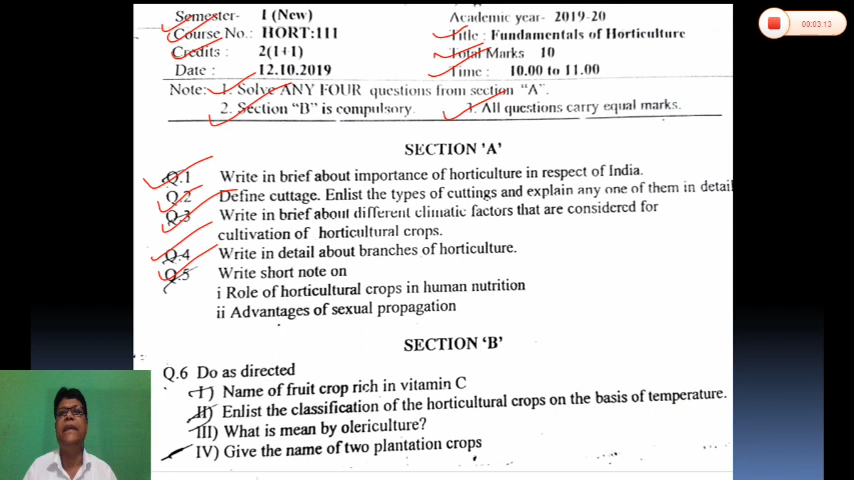 Semester- I (New)
Academic year- 2019-20
Course No.: HORT:111
Title: Fundamentals of Horticulture
Credits : 2(1+1)
Total Marks 10
Date : 12.10.2019
Time : 10.00 to 11.00
Note: 1. Solve ANY FOUR questions from section "A".
2. Section "B" is compulsory.
3. All questions carry equal marks.
SECTION 'A'
Q.1 Write in brief about importance of horticulture in respect of India.
Q.2 Define cuttage. Enlist the types of cuttings and explain any one of them in detail
Q.3 Write in brief about different climatic factors that are considered for
cultivation of horticultural crops.
Q.4 Write in detail about branches of horticulture.
Q.5 Write short note on
i Role of horticultural crops in human nutrition
ii Advantages of sexual propagation
SECTION 'B'
Q.6 Do as directed
I) Name of fruit crop rich in vitamin C
II) Enlist the classification of the horticultural crops on the basis of temperature.
III) What is mean by olericulture?
IV) Give the name of two plantation crops
00:03:13